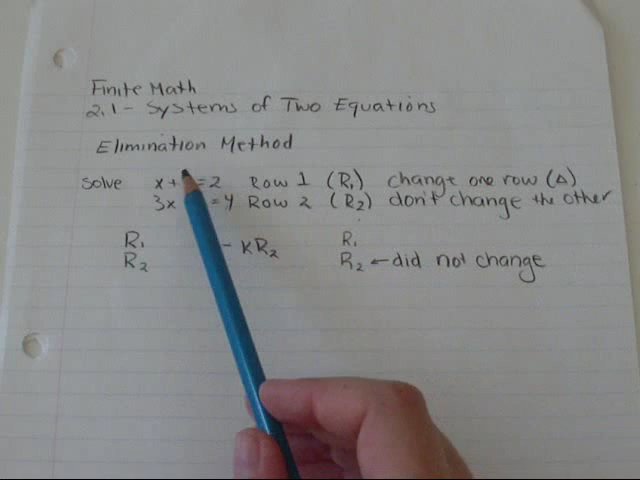 Finite Math
2.1 - Systems of Two Equations
Elimination Method
Solve x+ =2 Row 1 (R₁) change one row (Δ)
3x =4 Row 2 (R₂) don't change the other
R₁ - KR₂ R₁
R₂ R₂ ←did not change